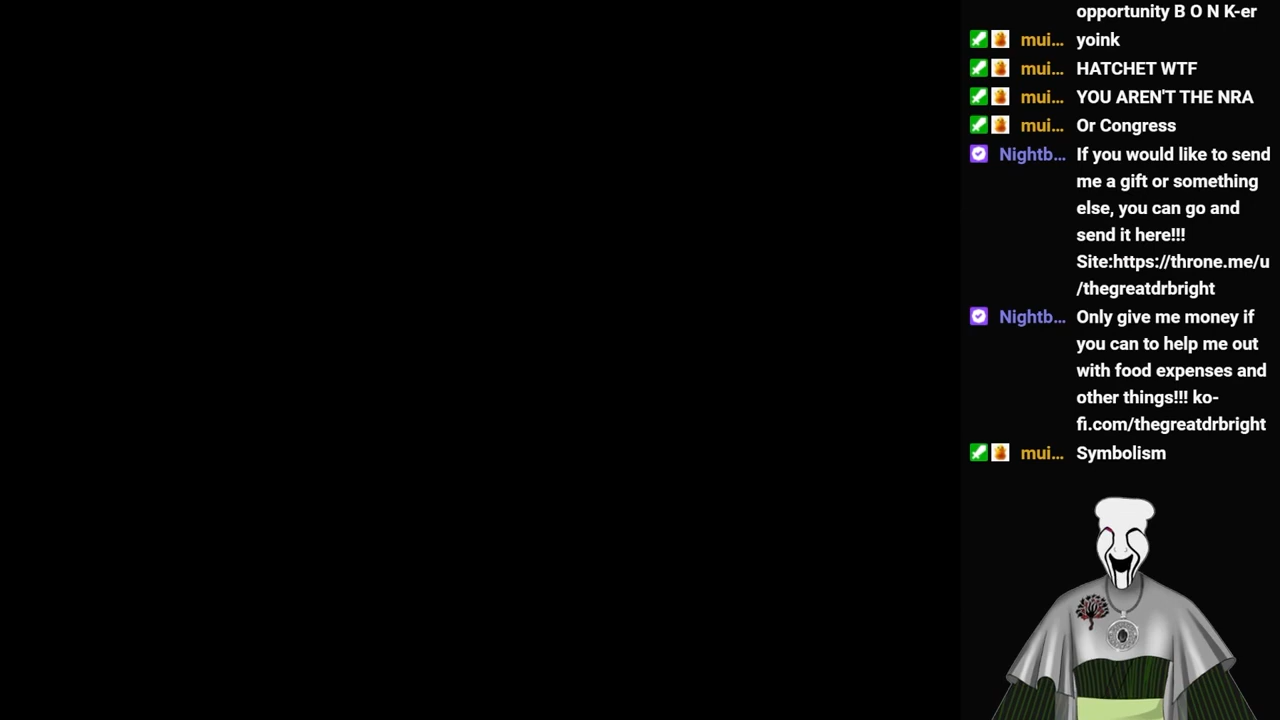 opportunity B O N K-er
mui... yoink
mui... HATCHET WTF
mui... YOU AREN'T THE NRA
mui... Or Congress
Nightb... If you would like to send
me a gift or something
else, you can go and
send it here!!!
Site:https://throne.me/u
/thegreatdrbright
Nightb... Only give me money if
you can to help me out
with food expenses and
other things!!! ko-
fi.com/thegreatdrbright
mui... Symbolism